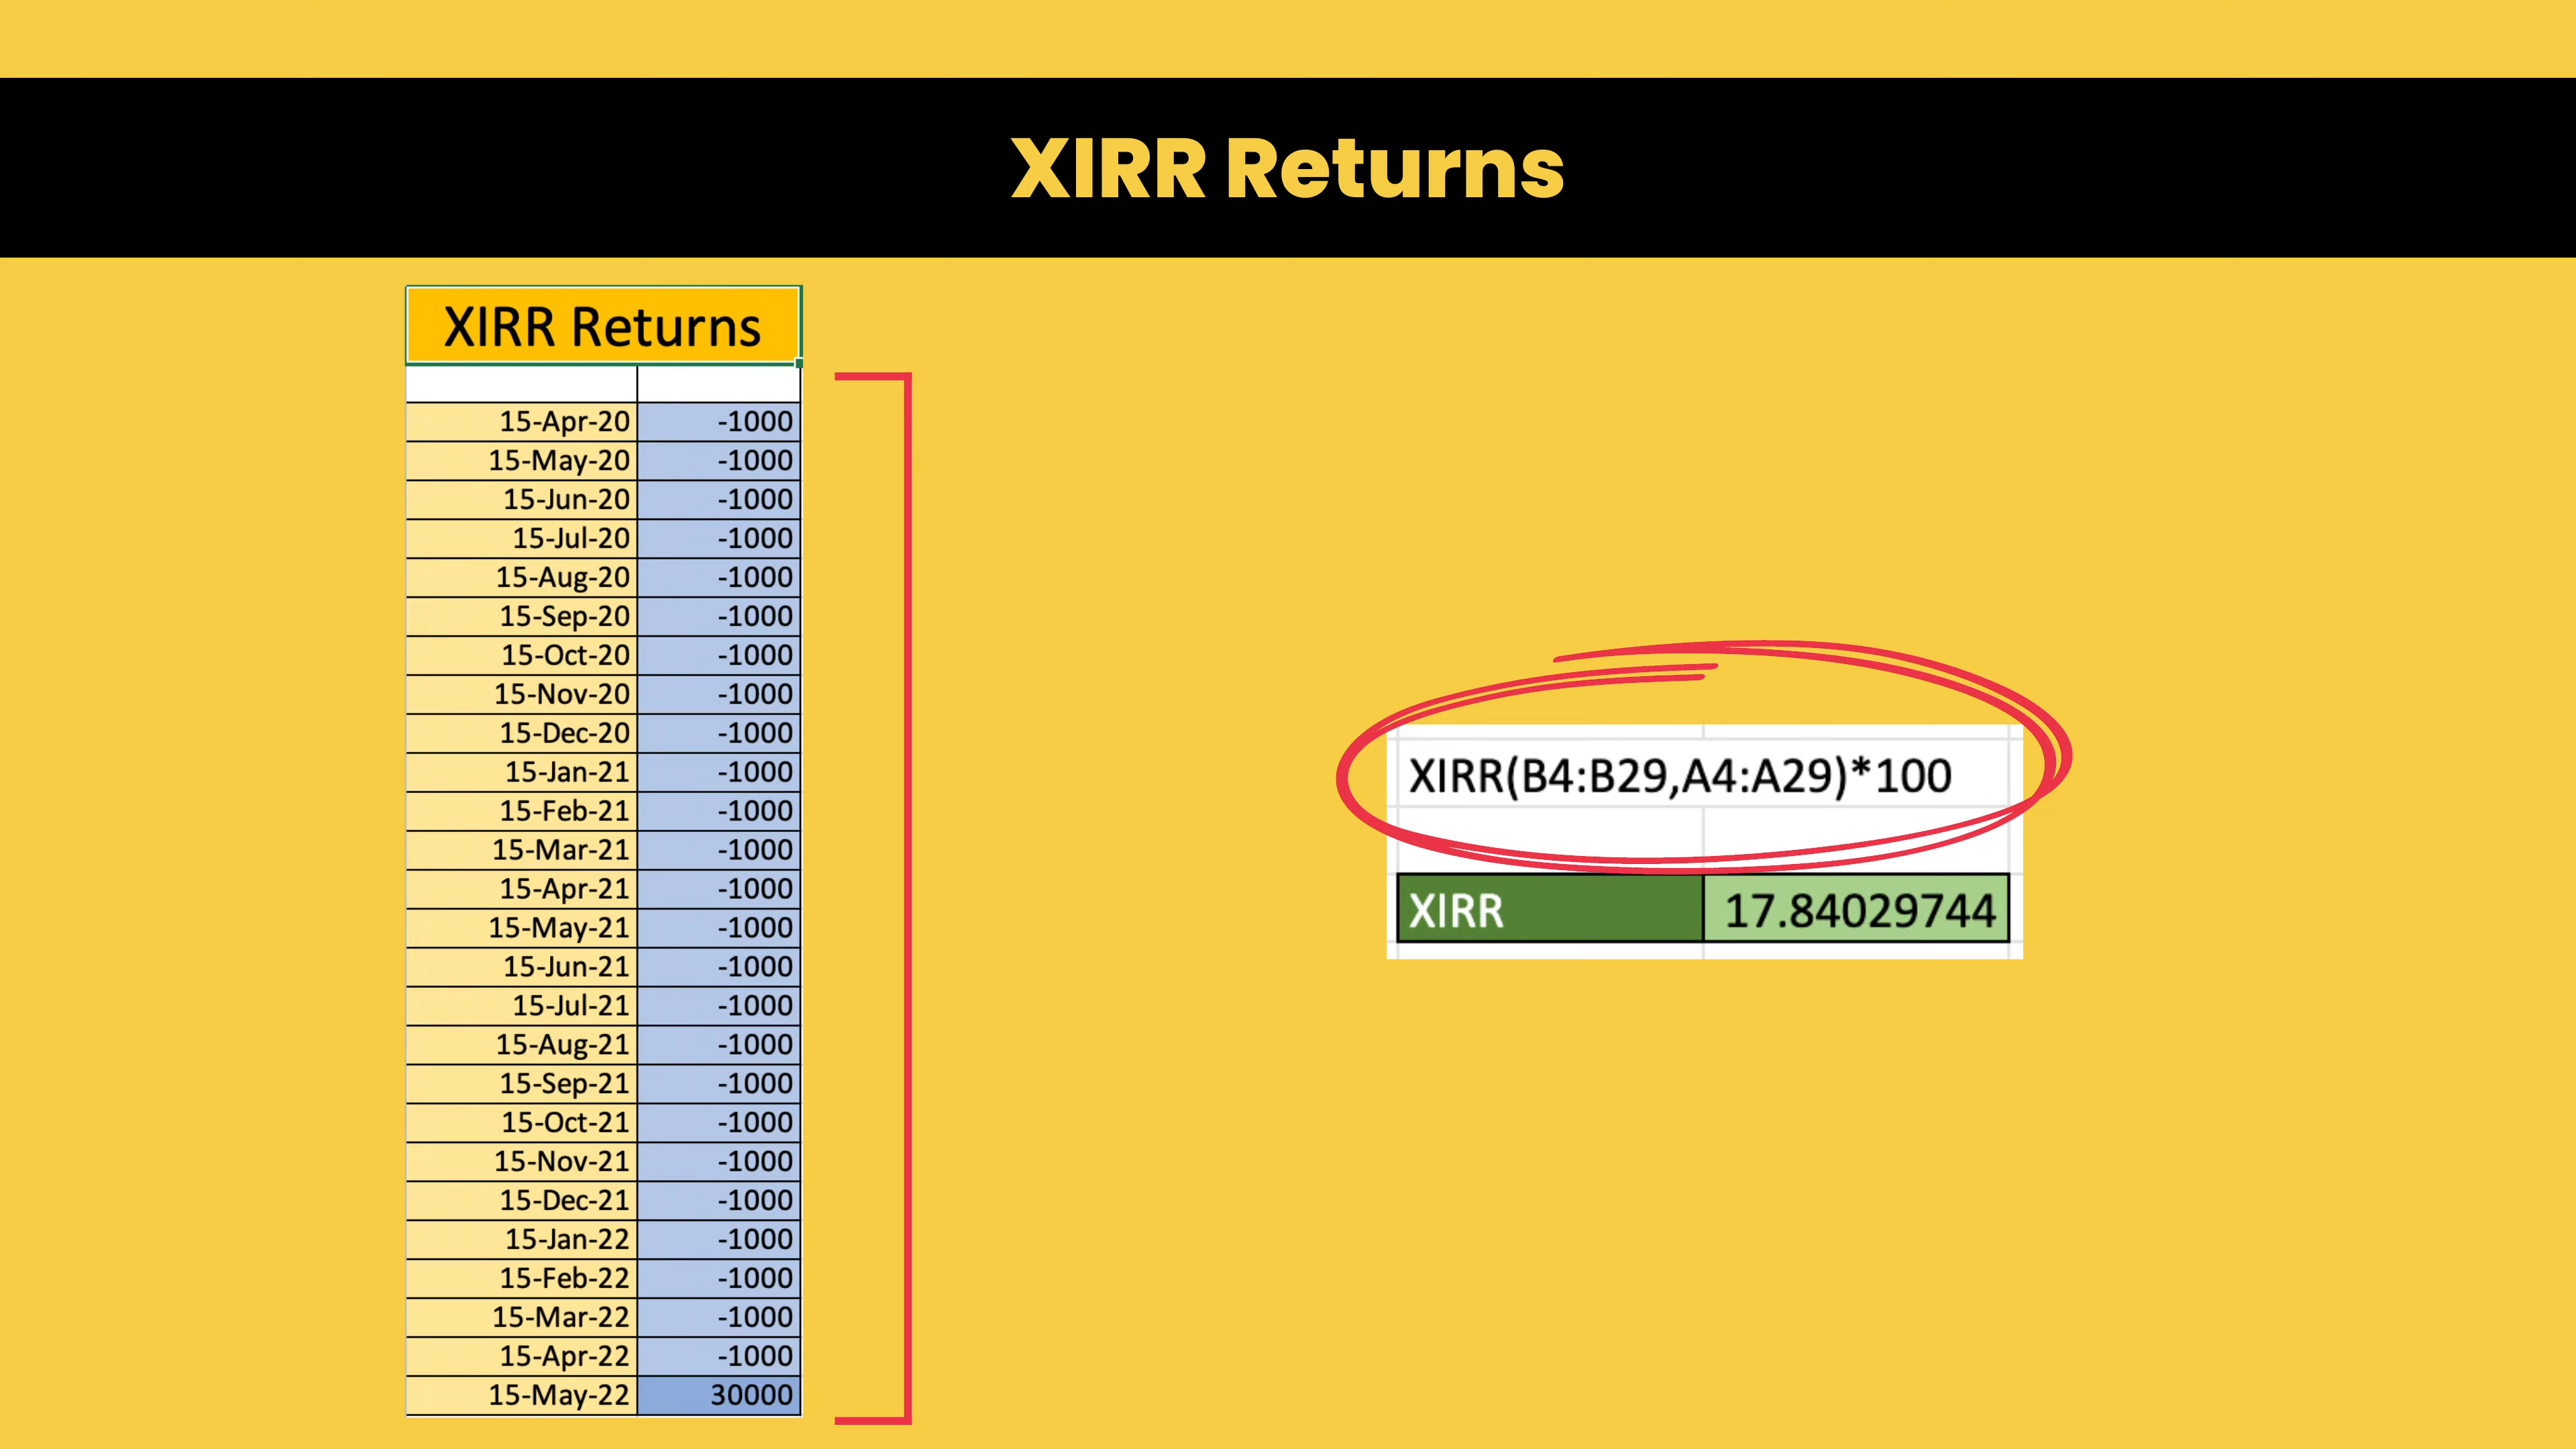 XIRR Returns
XIRR Returns
15-Apr-20 -1000
15-May-20 -1000
15-Jun-20 -1000
15-Jul-20 -1000
15-Aug-20 -1000
15-Sep-20 -1000
15-Oct-20 -1000
15-Nov-20 -1000
15-Dec-20 -1000
15-Jan-21 -1000
15-Feb-21 -1000
15-Mar-21 -1000
15-Apr-21 -1000
15-May-21 -1000
15-Jun-21 -1000
15-Jul-21 -1000
15-Aug-21 -1000
15-Sep-21 -1000
15-Oct-21 -1000
15-Nov-21 -1000
15-Dec-21 -1000
15-Jan-22 -1000
15-Feb-22 -1000
15-Mar-22 -1000
15-Apr-22 -1000
15-May-22 30000
XIRR(B4:B29,A4:A29)*100
XIRR 17.84029744